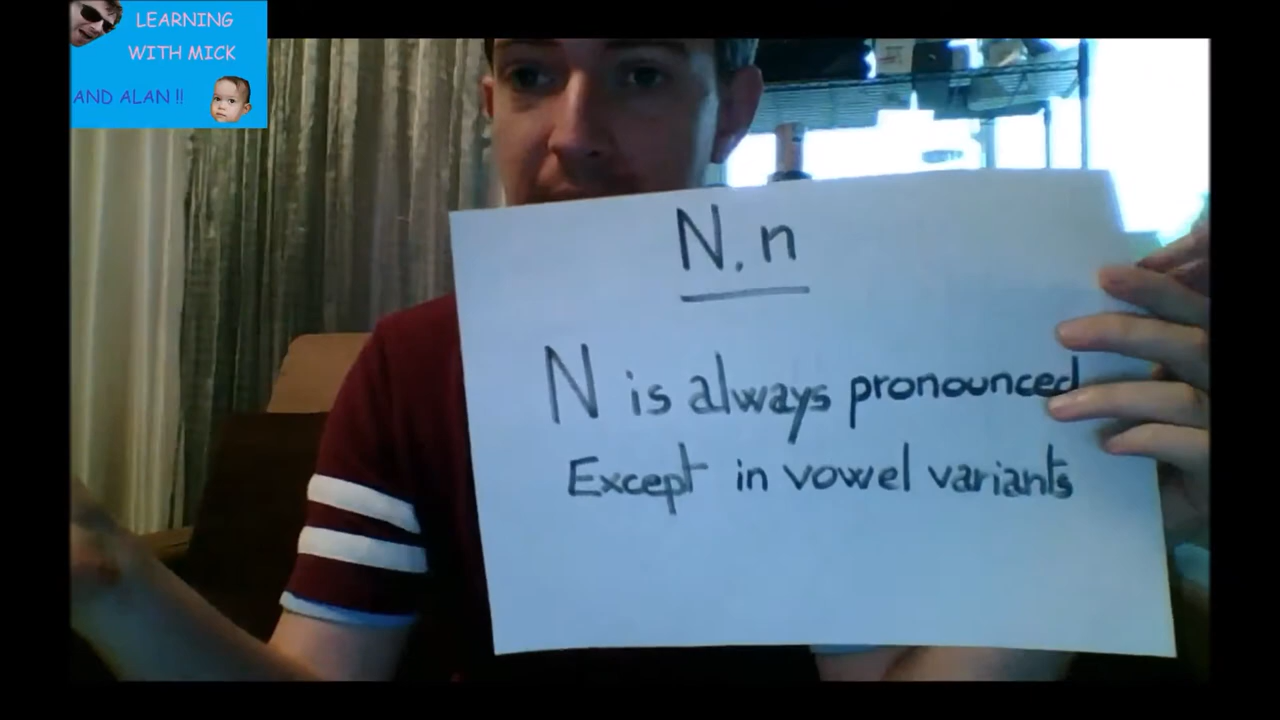 LEARNING
WITH MICK
AND ALAN !!
N, n
N is always pronounced
Except in vowel variants